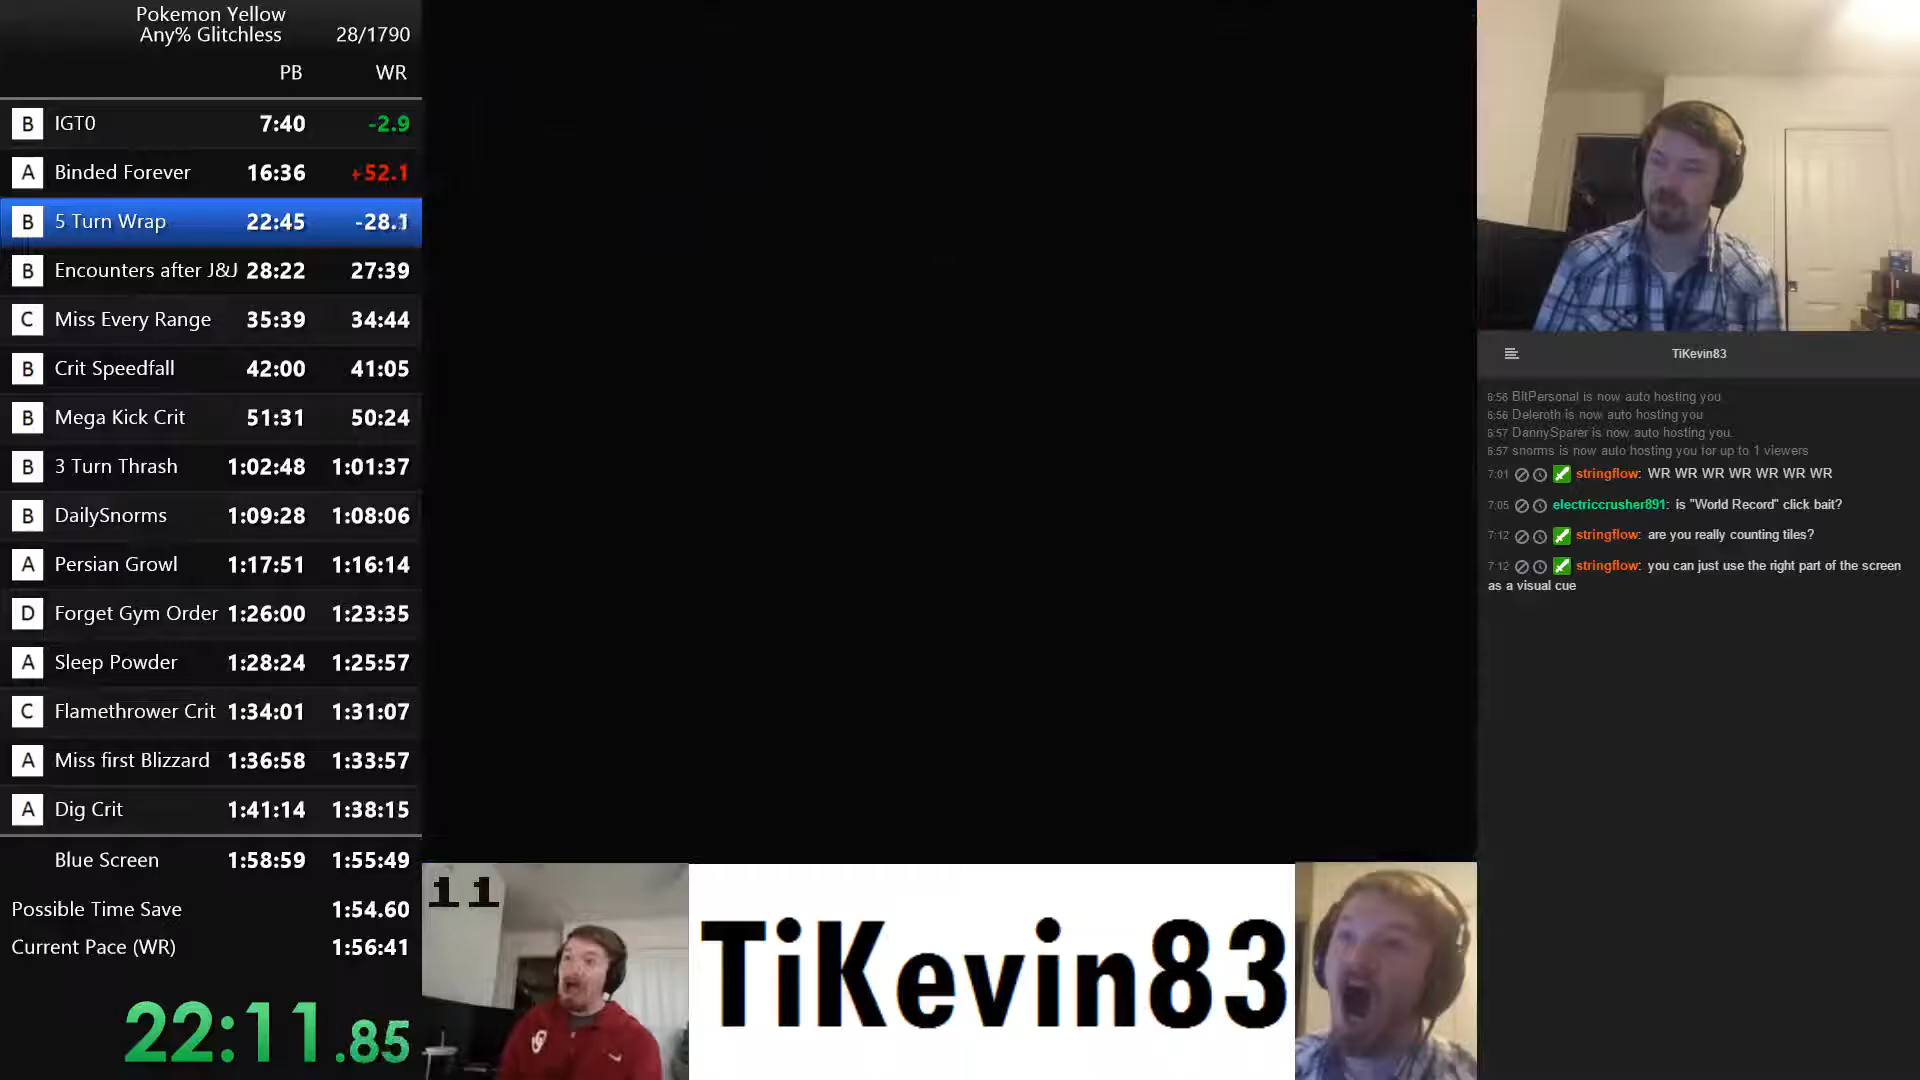 Pokemon Yellow
Any% Glitchless 28/1790
PB WR
B IGT0 7:40 -2.9
A Binded Forever 16:36 +52.1
B 5 Turn Wrap 22:45 -28.1
B Encounters after J&J 28:22 27:39
C Miss Every Range 35:39 34:44
B Crit Speedfall 42:00 41:05
B Mega Kick Crit 51:31 50:24
B 3 Turn Thrash 1:02:48 1:01:37
B DailySnorms 1:09:28 1:08:06
A Persian Growl 1:17:51 1:16:14
D Forget Gym Order 1:26:00 1:23:35
A Sleep Powder 1:28:24 1:25:57
C Flamethrower Crit 1:34:01 1:31:07
A Miss first Blizzard 1:36:58 1:33:57
A Dig Crit 1:41:14 1:38:15
Blue Screen 1:58:59 1:55:49
Possible Time Save 1:54.60
Current Pace (WR) 1:56:41
22:11.85
11
TiKevin83
TiKevin83
6:56 BltPersonal is now auto hosting you
6:56 Deleroth is now auto hosting you
6:57 DannySparer is now auto hosting you.
6:57 snorms is now auto hosting you for up to 1 viewers
7:01 stringflow: WR WR WR WR WR WR WR
7:05 electriccrusher891: is "World Record" click bait?
7:12 stringflow: are you really counting tiles?
7:12 stringflow: you can just use the right part of the screen
as a visual cue